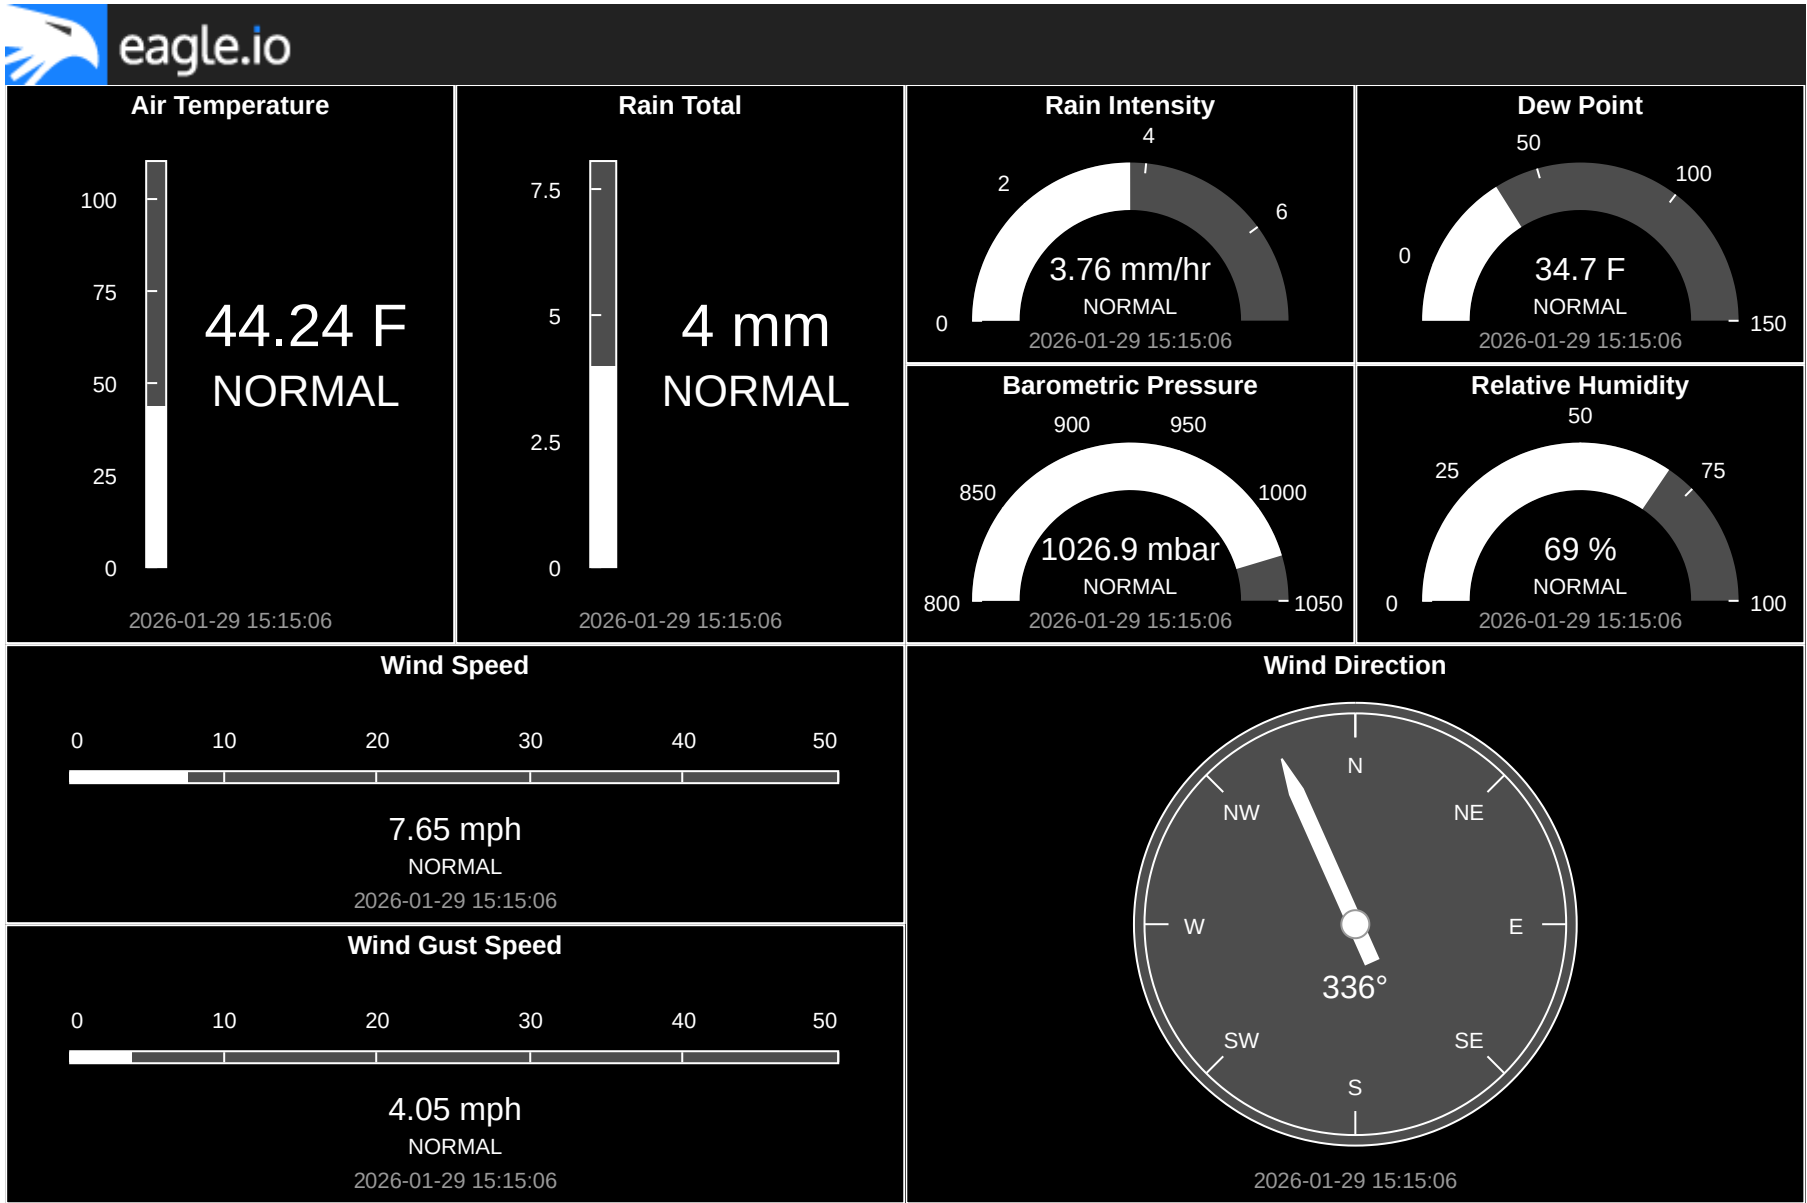 eagle.io
Air Temperature
100
75
50
25
0
44.24 F
NORMAL
2026-01-29 15:15:06
Rain Total
7.5
5
2.5
0
4 mm
NORMAL
2026-01-29 15:15:06
Rain Intensity
0
2
4
6
3.76 mm/hr
NORMAL
2026-01-29 15:15:06
Dew Point
0
50
100
150
34.7 F
NORMAL
2026-01-29 15:15:06
Barometric Pressure
800
850
900
950
1000
1050
1026.9 mbar
NORMAL
2026-01-29 15:15:06
Relative Humidity
0
25
50
75
100
69 %
NORMAL
2026-01-29 15:15:06
Wind Speed
0 10 20 30 40 50
7.65 mph
NORMAL
2026-01-29 15:15:06
Wind Gust Speed
0 10 20 30 40 50
4.05 mph
NORMAL
2026-01-29 15:15:06
Wind Direction
N
NW NE
W E
336°
SW SE
S
2026-01-29 15:15:06